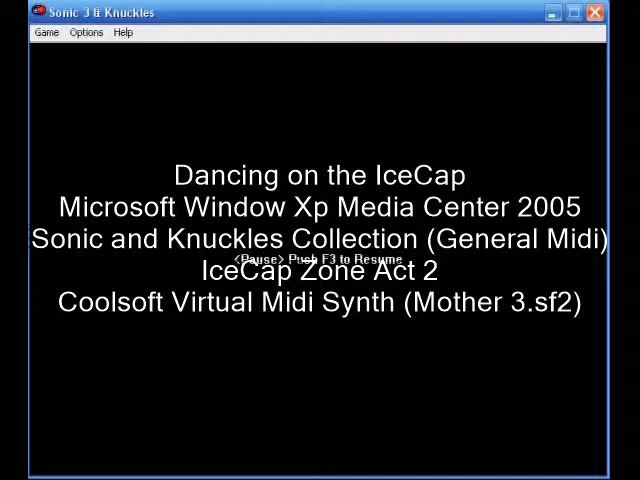 Sonic 3 & Knuckles
Game Options Help
Dancing on the IceCap
Microsoft Window Xp Media Center 2005
Sonic and Knuckles Collection (General Midi)
<Pause> Push F3 to Resume
IceCap Zone Act 2
Coolsoft Virtual Midi Synth (Mother 3.sf2)